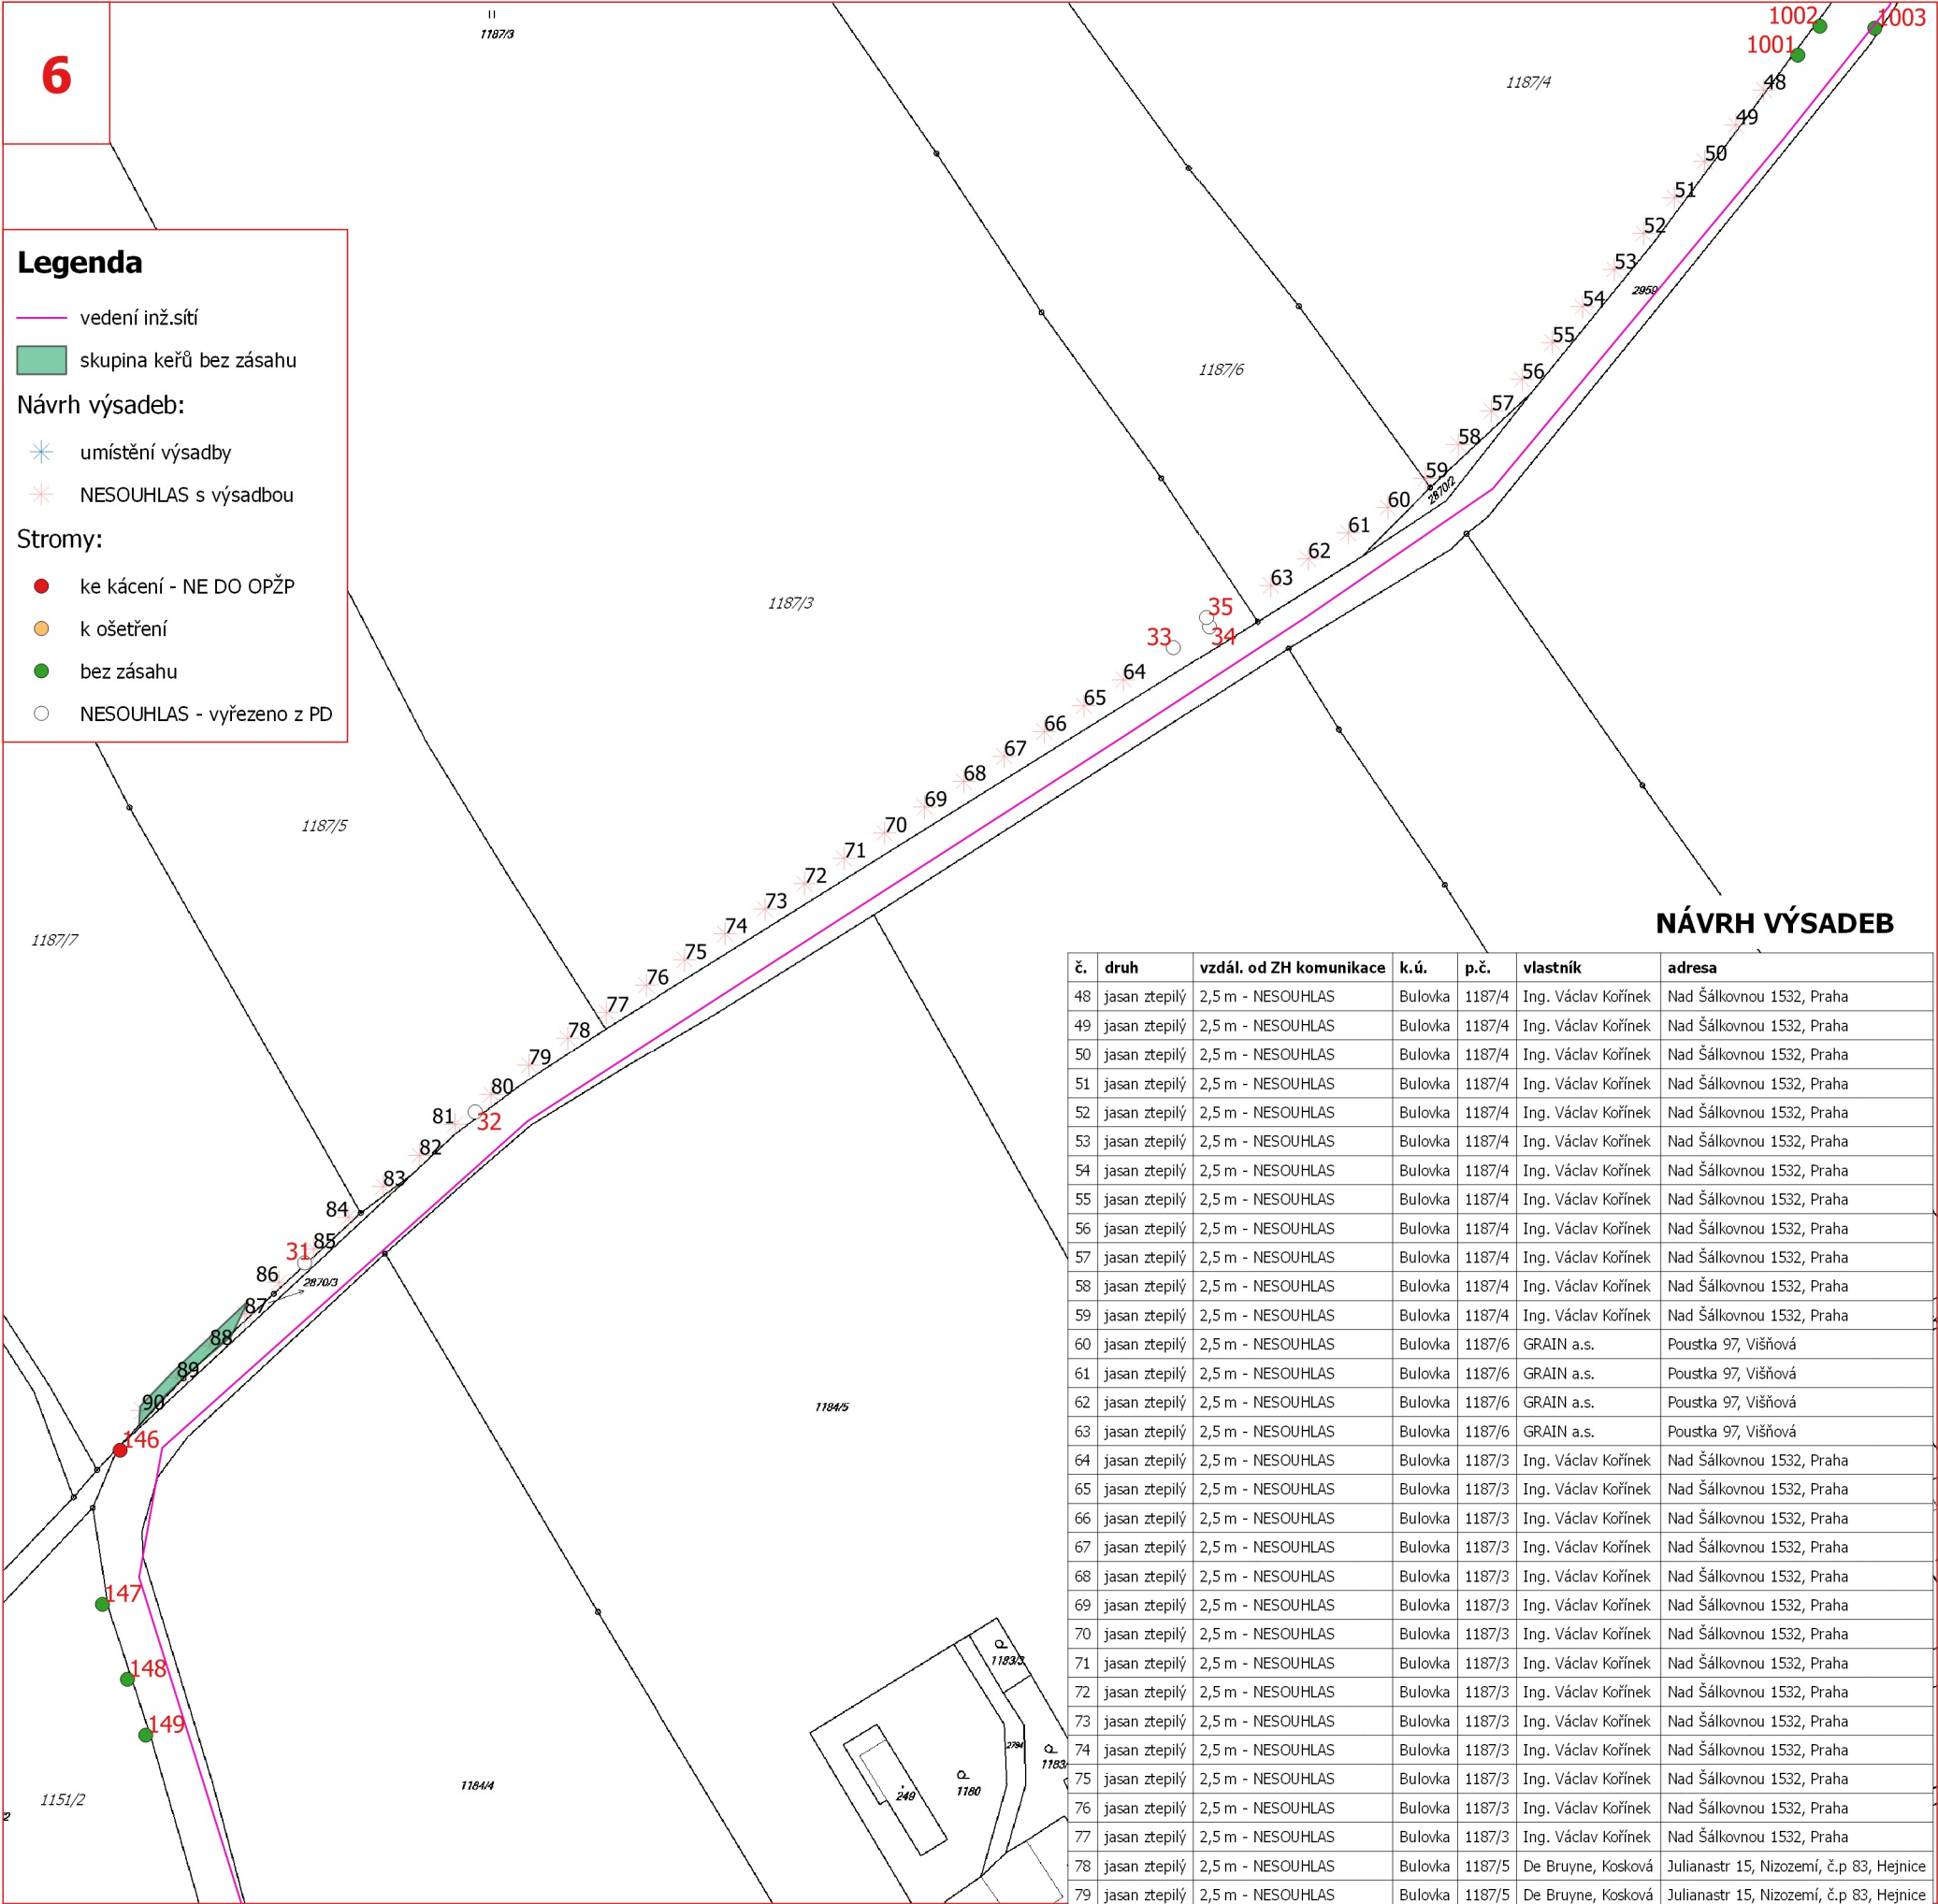 6
1187/3
1187/4
1002
1003
1001
48
49
50
51
52
53
54
2959
55
56
57
58
59
2870/2
60
61
62
63
1187/6
1187/3
35
34
33
64
65
66
67
68
69
70
71
72
73
74
75
76
77
78
79
80
81
32
82
83
84
85
31
86
2870/3
87
88
89
90
146
147
148
149
Legenda
vedení inž.sítí
skupina keřů bez zásahu
Návrh výsadeb:
umístění výsadby
NESOUHLAS s výsadbou
Stromy:
ke kácení - NE DO OPŽP
k ošetření
bez zásahu
NESOUHLAS - vyřezeno z PD
1187/5
1187/7
1184/5
1184/4
1151/2
2
1183/3
2794
1183/
1180
249
NÁVRH VÝSADEB
č. druh vzdál. od ZH komunikace k.ú. p.č. vlastník adresa
48 jasan ztepilý 2,5 m - NESOUHLAS Bulovka 1187/4 Ing. Václav Kořínek Nad Šálkovnou 1532, Praha
49 jasan ztepilý 2,5 m - NESOUHLAS Bulovka 1187/4 Ing. Václav Kořínek Nad Šálkovnou 1532, Praha
50 jasan ztepilý 2,5 m - NESOUHLAS Bulovka 1187/4 Ing. Václav Kořínek Nad Šálkovnou 1532, Praha
51 jasan ztepilý 2,5 m - NESOUHLAS Bulovka 1187/4 Ing. Václav Kořínek Nad Šálkovnou 1532, Praha
52 jasan ztepilý 2,5 m - NESOUHLAS Bulovka 1187/4 Ing. Václav Kořínek Nad Šálkovnou 1532, Praha
53 jasan ztepilý 2,5 m - NESOUHLAS Bulovka 1187/4 Ing. Václav Kořínek Nad Šálkovnou 1532, Praha
54 jasan ztepilý 2,5 m - NESOUHLAS Bulovka 1187/4 Ing. Václav Kořínek Nad Šálkovnou 1532, Praha
55 jasan ztepilý 2,5 m - NESOUHLAS Bulovka 1187/4 Ing. Václav Kořínek Nad Šálkovnou 1532, Praha
56 jasan ztepilý 2,5 m - NESOUHLAS Bulovka 1187/4 Ing. Václav Kořínek Nad Šálkovnou 1532, Praha
57 jasan ztepilý 2,5 m - NESOUHLAS Bulovka 1187/4 Ing. Václav Kořínek Nad Šálkovnou 1532, Praha
58 jasan ztepilý 2,5 m - NESOUHLAS Bulovka 1187/4 Ing. Václav Kořínek Nad Šálkovnou 1532, Praha
59 jasan ztepilý 2,5 m - NESOUHLAS Bulovka 1187/4 Ing. Václav Kořínek Nad Šálkovnou 1532, Praha
60 jasan ztepilý 2,5 m - NESOUHLAS Bulovka 1187/6 GRAIN a.s. Poustka 97, Višňová
61 jasan ztepilý 2,5 m - NESOUHLAS Bulovka 1187/6 GRAIN a.s. Poustka 97, Višňová
62 jasan ztepilý 2,5 m - NESOUHLAS Bulovka 1187/6 GRAIN a.s. Poustka 97, Višňová
63 jasan ztepilý 2,5 m - NESOUHLAS Bulovka 1187/6 GRAIN a.s. Poustka 97, Višňová
64 jasan ztepilý 2,5 m - NESOUHLAS Bulovka 1187/3 Ing. Václav Kořínek Nad Šálkovnou 1532, Praha
65 jasan ztepilý 2,5 m - NESOUHLAS Bulovka 1187/3 Ing. Václav Kořínek Nad Šálkovnou 1532, Praha
66 jasan ztepilý 2,5 m - NESOUHLAS Bulovka 1187/3 Ing. Václav Kořínek Nad Šálkovnou 1532, Praha
67 jasan ztepilý 2,5 m - NESOUHLAS Bulovka 1187/3 Ing. Václav Kořínek Nad Šálkovnou 1532, Praha
68 jasan ztepilý 2,5 m - NESOUHLAS Bulovka 1187/3 Ing. Václav Kořínek Nad Šálkovnou 1532, Praha
69 jasan ztepilý 2,5 m - NESOUHLAS Bulovka 1187/3 Ing. Václav Kořínek Nad Šálkovnou 1532, Praha
70 jasan ztepilý 2,5 m - NESOUHLAS Bulovka 1187/3 Ing. Václav Kořínek Nad Šálkovnou 1532, Praha
71 jasan ztepilý 2,5 m - NESOUHLAS Bulovka 1187/3 Ing. Václav Kořínek Nad Šálkovnou 1532, Praha
72 jasan ztepilý 2,5 m - NESOUHLAS Bulovka 1187/3 Ing. Václav Kořínek Nad Šálkovnou 1532, Praha
73 jasan ztepilý 2,5 m - NESOUHLAS Bulovka 1187/3 Ing. Václav Kořínek Nad Šálkovnou 1532, Praha
74 jasan ztepilý 2,5 m - NESOUHLAS Bulovka 1187/3 Ing. Václav Kořínek Nad Šálkovnou 1532, Praha
75 jasan ztepilý 2,5 m - NESOUHLAS Bulovka 1187/3 Ing. Václav Kořínek Nad Šálkovnou 1532, Praha
76 jasan ztepilý 2,5 m - NESOUHLAS Bulovka 1187/3 Ing. Václav Kořínek Nad Šálkovnou 1532, Praha
77 jasan ztepilý 2,5 m - NESOUHLAS Bulovka 1187/3 Ing. Václav Kořínek Nad Šálkovnou 1532, Praha
78 jasan ztepilý 2,5 m - NESOUHLAS Bulovka 1187/5 De Bruyne, Kosková Julianastr 15, Nizozemí, č.p 83, Hejnice
79 jasan ztepilý 2,5 m - NESOUHLAS Bulovka 1187/5 De Bruyne, Kosková Julianastr 15, Nizozemí, č.p 83, Hejnice